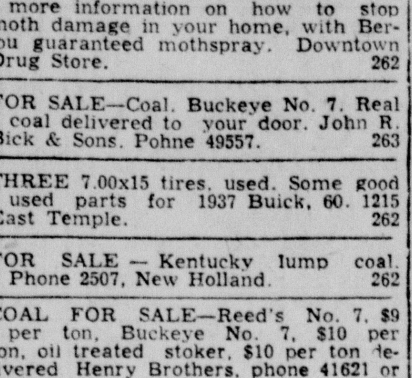 more information on how to stop
moth damage in your home, with Ber-
ou guaranteed mothspray. Downtown
Drug Store. 262
FOR SALE—Coal. Buckeye No. 7. Real
coal delivered to your door. John R.
Bick & Sons. Pohne 49557. 263
THREE 7.00x15 tires, used. Some good
used parts for 1937 Buick, 60. 1215
East Temple. 262
FOR SALE — Kentucky lump coal.
Phone 2507, New Holland. 262
COAL FOR SALE—Reed's No. 7, $9
per ton, Buckeye No. 7, $10 per
ton, oil treated stoker, $10 per ton de-
livered Henry Brothers, phone 41621 or